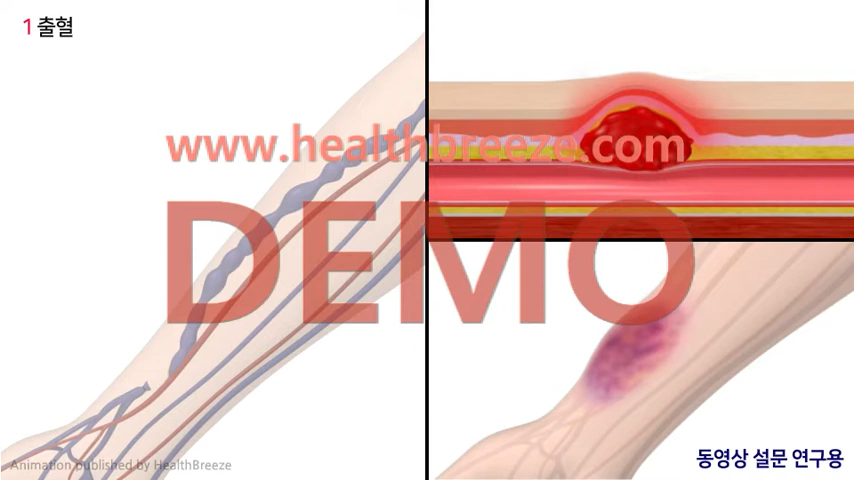 1 출혈
www.healthbreeze.com
DEMO
Animation published by HealthBreeze
동영상 설문 연구용